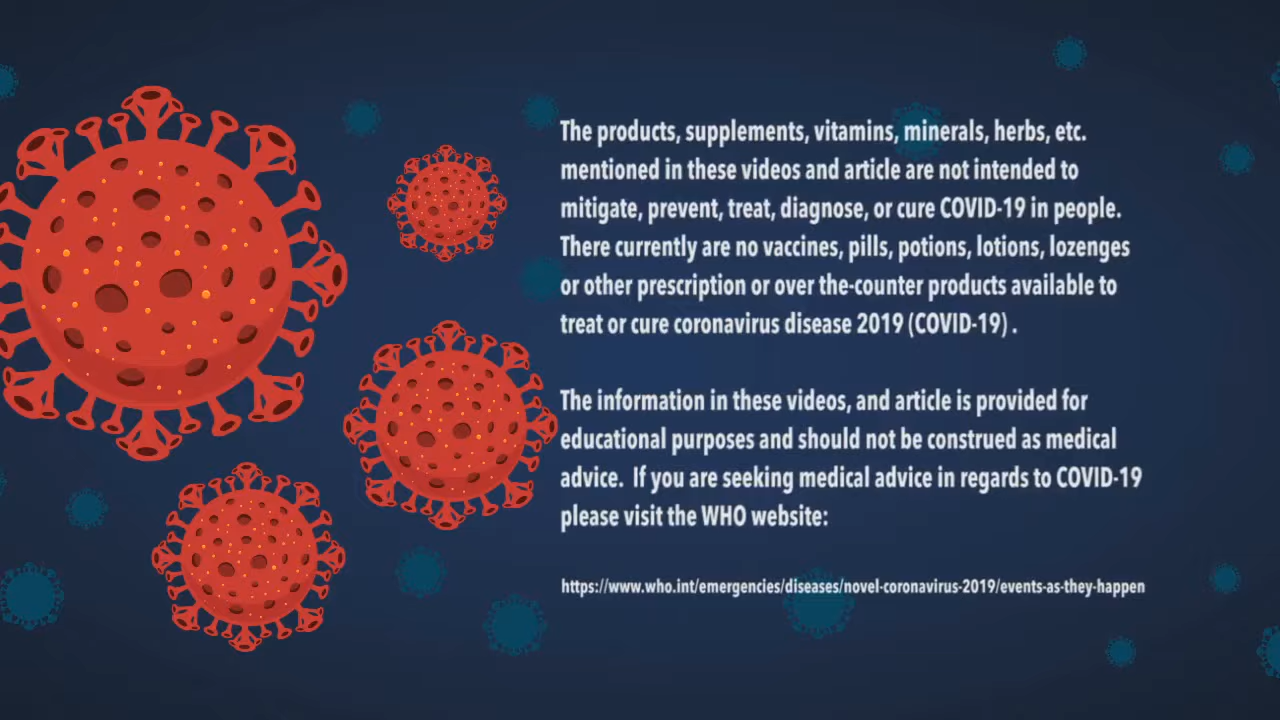 The products, supplements, vitamins, minerals, herbs, etc.
mentioned in these videos and article are not intended to
mitigate, prevent, treat, diagnose, or cure COVID-19 in people.
There currently are no vaccines, pills, potions, lotions, lozenges
or other prescription or over the-counter products available to
treat or cure coronavirus disease 2019 (COVID-19) .
The information in these videos, and article is provided for
educational purposes and should not be construed as medical
advice.  If you are seeking medical advice in regards to COVID-19
please visit the WHO website:
https://www.who.int/emergencies/diseases/novel-coronavirus-2019/events-as-they-happen